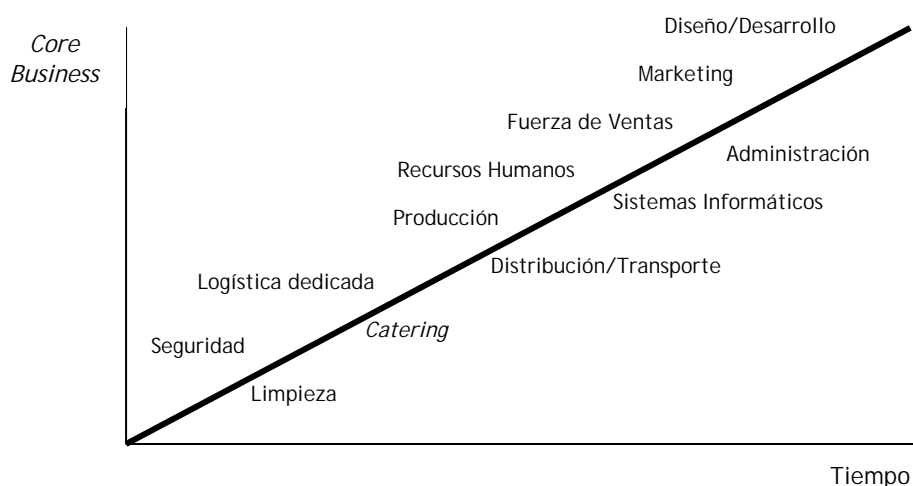 Diseño/Desarrollo
Core
Business
Marketing
Fuerza de Ventas
Administración
Recursos Humanos
Sistemas Informáticos
Producción
Distribución/Transporte
Logística dedicada
Catering
Seguridad
Limpieza
Tiempo